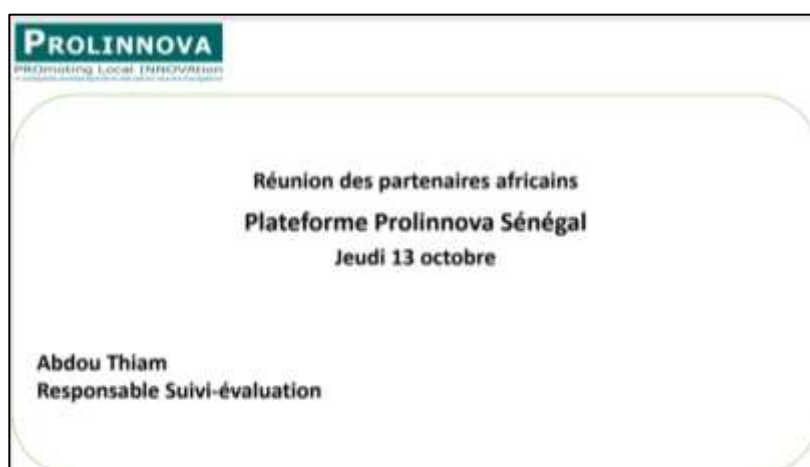 PROLINNOVA
PROmoting Local INNOVAtion
Réunion des partenaires africains
Plateforme Prolinnova Sénégal
Jeudi 13 octobre
Abdou Thiam
Responsable Suivi-évaluation